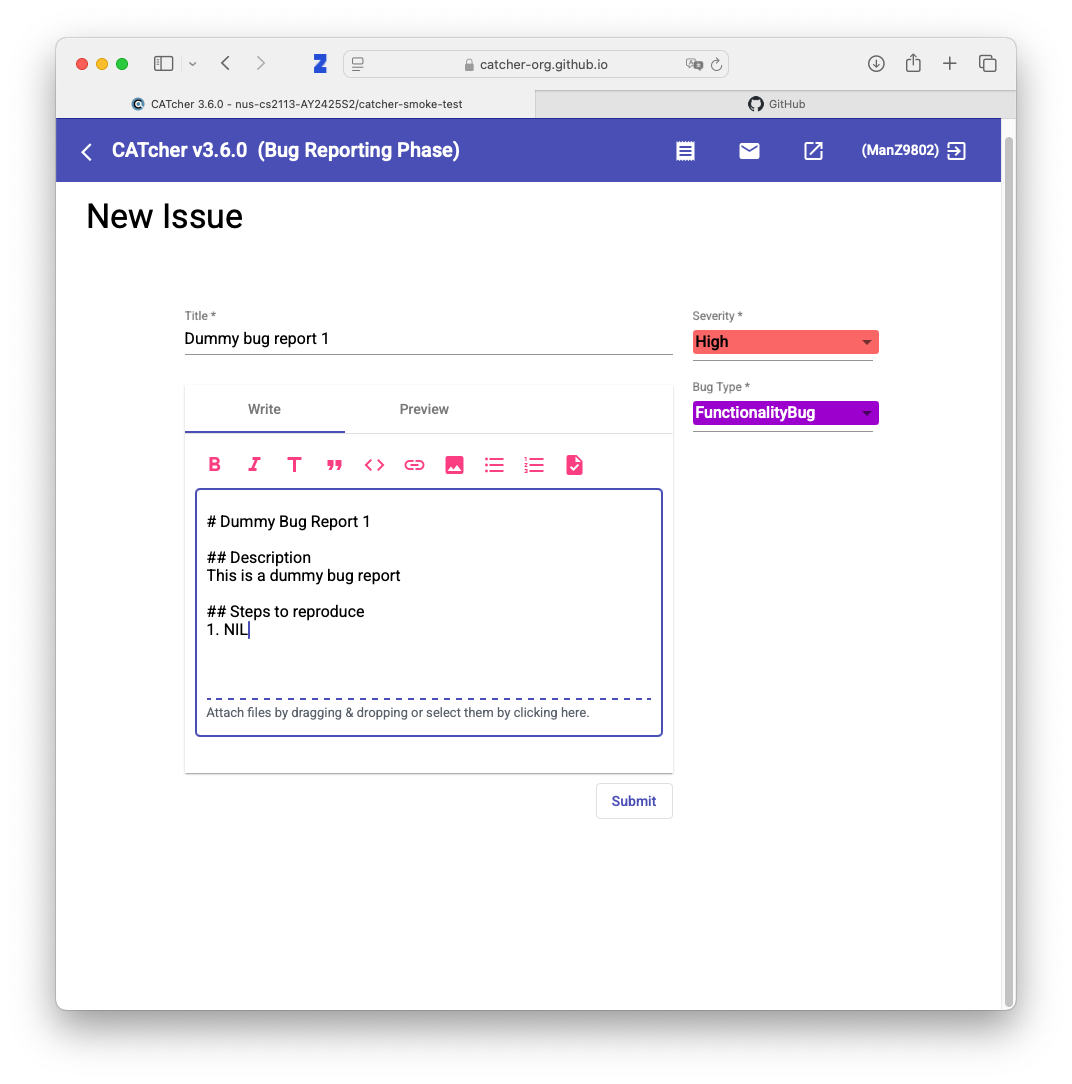 catcher-org.github.io
CATcher 3.6.0 - nus-cs2113-AY2425S2/catcher-smoke-test
GitHub
CATcher v3.6.0 (Bug Reporting Phase)
(ManZ9802)
New Issue
Title *
Dummy bug report 1
Severity *
High
Bug Type *
FunctionalityBug
Write
Preview
# Dummy Bug Report 1
## Description
This is a dummy bug report
## Steps to reproduce
1. NIL
Attach files by dragging & dropping or select them by clicking here.
Submit